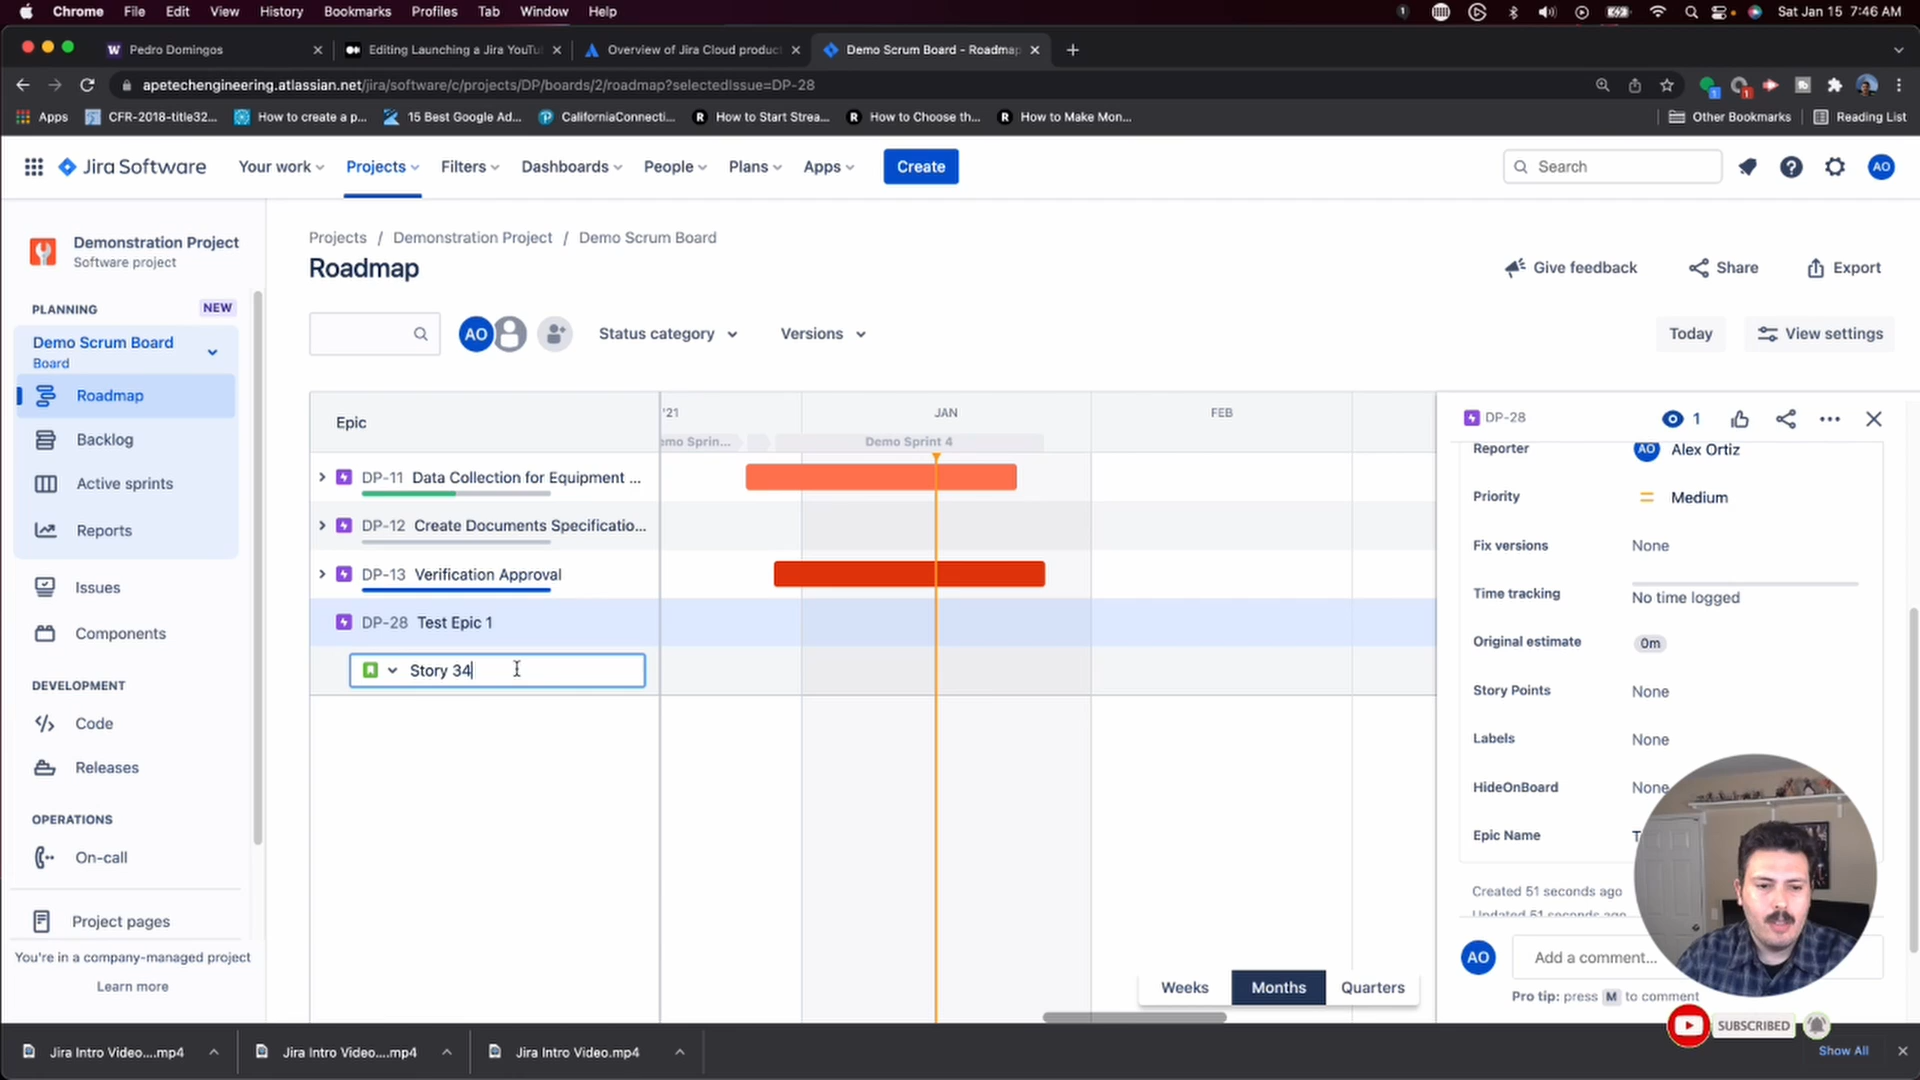 Chrome File Edit View History Bookmarks Profiles Tab Window Help
Sat Jan 15 7:46 AM
Pedro Domingos
Editing Launching a Jira YouTu
Overview of Jira Cloud produc
Demo Scrum Board - Roadmap
apetechengineering.atlassian.net/jira/software/c/projects/DP/boards/2/roadmap?selectedIssue=DP-28
Apps
CFR-2018-title32...
How to create a p...
15 Best Google Ad...
CaliforniaConnecti...
How to Start Strea...
How to Choose th...
How to Make Mon...
Other Bookmarks
Reading List
Jira Software
Your work
Projects
Filters
Dashboards
People
Plans
Apps
Create
Search
AO
Demonstration Project
Software project
PLANNING
NEW
Demo Scrum Board
Board
Roadmap
Backlog
Active sprints
Reports
Issues
Components
DEVELOPMENT
Code
Releases
OPERATIONS
On-call
Project pages
You're in a company-managed project
Learn more
Projects / Demonstration Project / Demo Scrum Board
Roadmap
Give feedback
Share
Export
AO
Status category
Versions
Today
View settings
Epic
'21
JAN
FEB
emo Sprin...
Demo Sprint 4
DP-11 Data Collection for Equipment ...
DP-12 Create Documents Specificatio...
DP-13 Verification Approval
DP-28 Test Epic 1
Story 34
Weeks
Months
Quarters
DP-28
1
Reporter
AO Alex Ortiz
Priority
Medium
Fix versions
None
Time tracking
No time logged
Original estimate
0m
Story Points
None
Labels
None
HideOnBoard
None
Epic Name
Created 51 seconds ago
Updated 51 seconds ago
AO
Add a comment...
Pro tip: press M to comment
SUBSCRIBED
Jira Intro Video....mp4
Jira Intro Video....mp4
Jira Intro Video.mp4
Show All